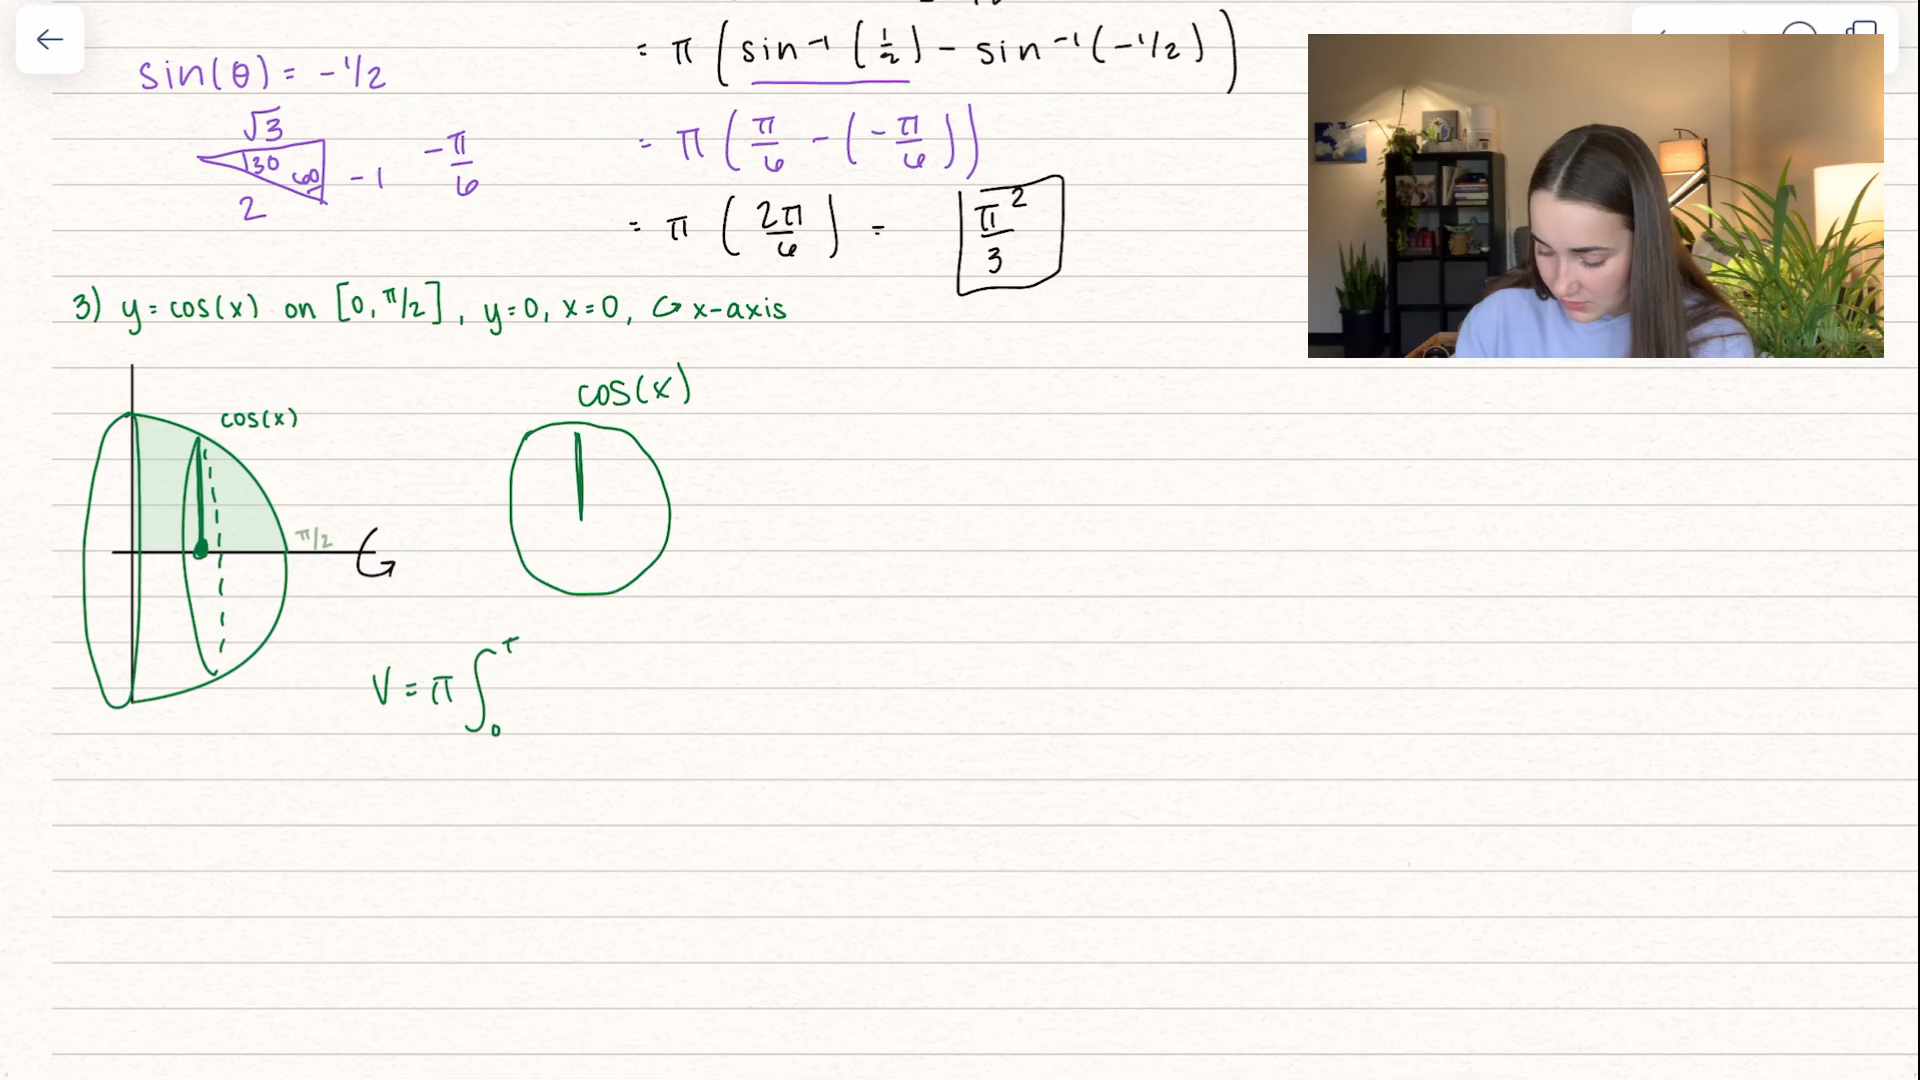 = π (sin⁻¹(1/2) - sin⁻¹(-1/2))
sin(θ) = -1/2
√3
30
60
-1
2
-π/6
= π (π/6 - (-π/6))
= π (2π/6) = π²/3
3) y=cos(x) on [0, π/2], y=0, x=0, ↻ x-axis
cos(x)
π/2
cos(x)
V = π ∫₀